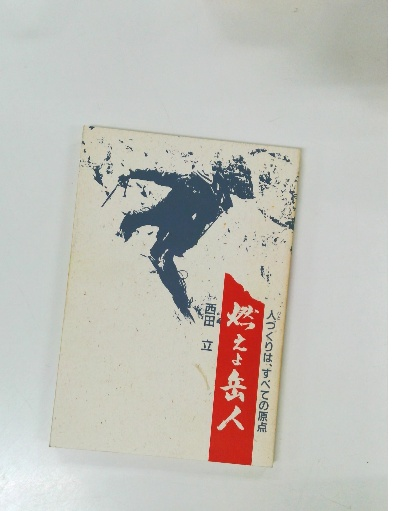 人づくりは、すべての原点
燃えよ岳人
西田 立